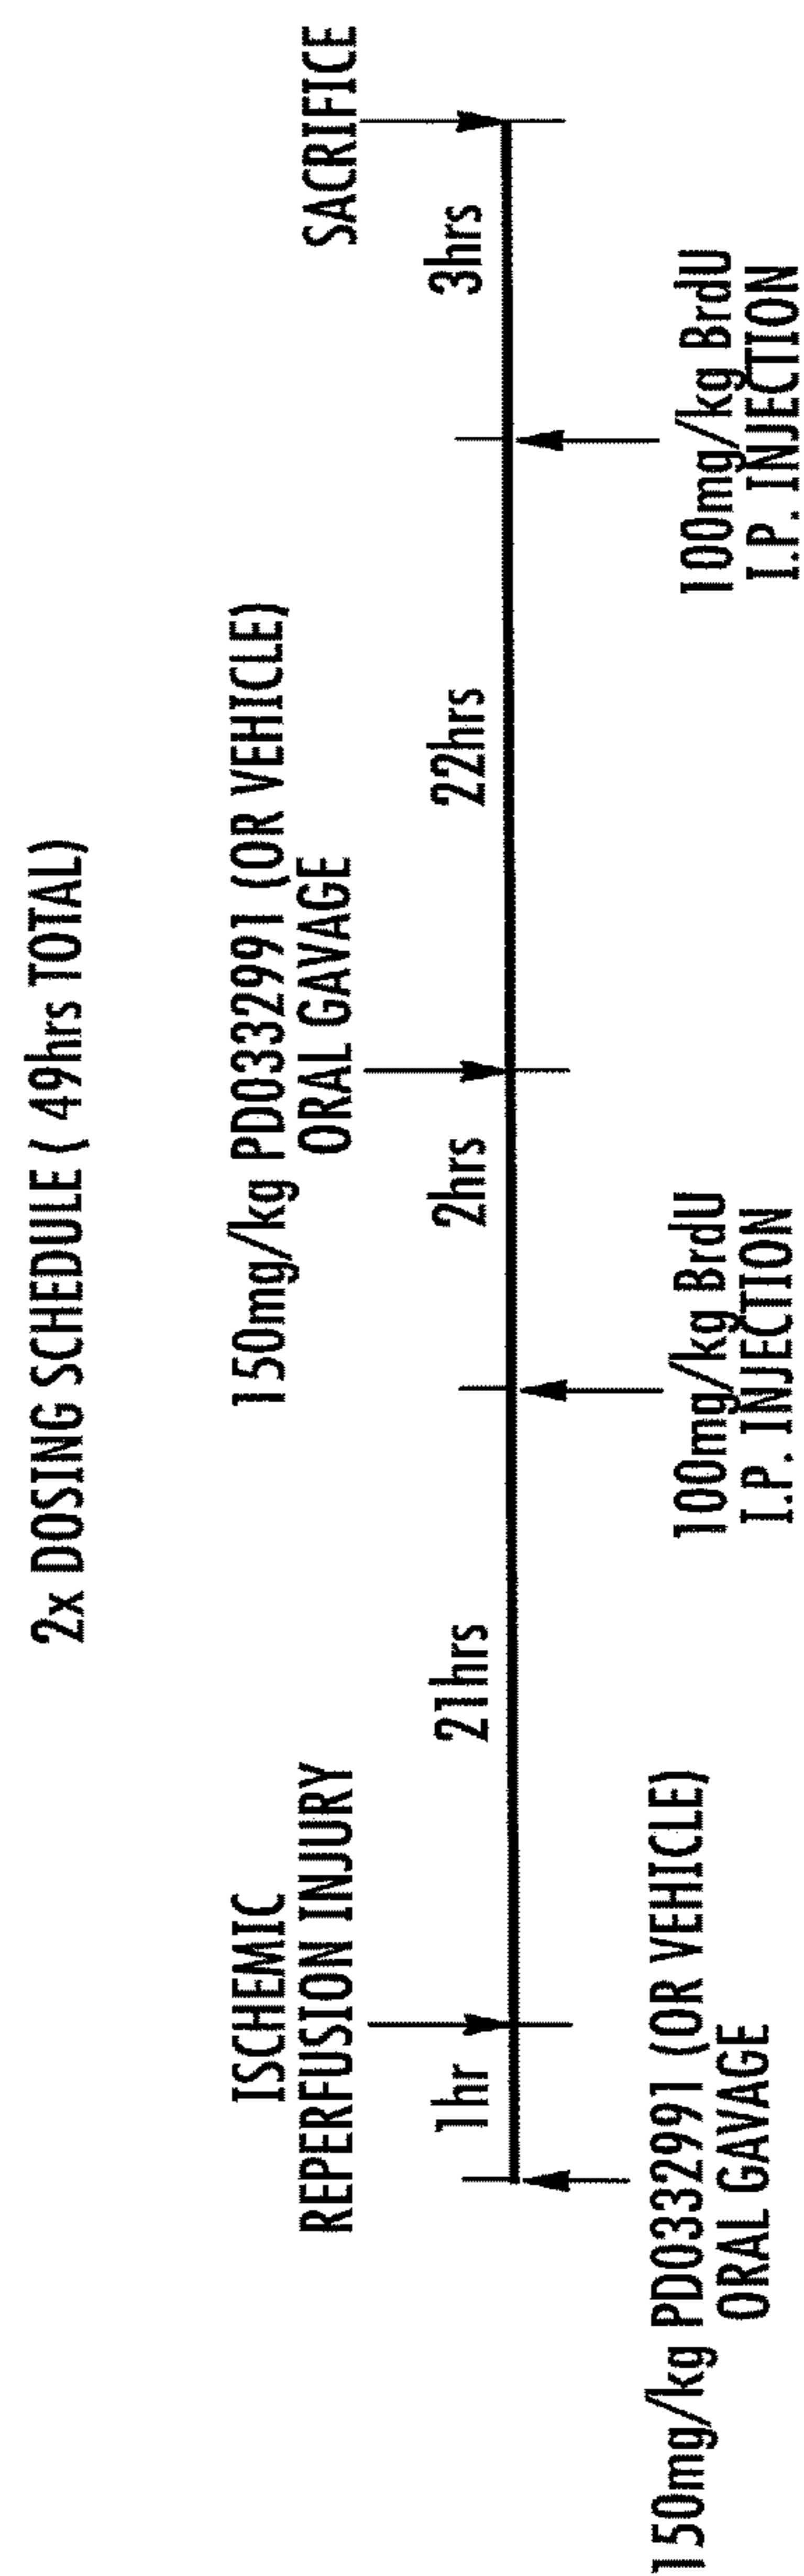 2x DOSING SCHEDULE ( 49hrs TOTAL)
ISCHEMIC
REPERFUSION INJURY
150mg/kg PD0332991 (OR VEHICLE)
ORAL GAVAGE
SACRIFICE
1hr
21hrs
2hrs
22hrs
3hrs
150mg/kg PD0332991 (OR VEHICLE)
ORAL GAVAGE
100mg/kg BrdU
I.P. INJECTION
100mg/kg BrdU
I.P. INJECTION